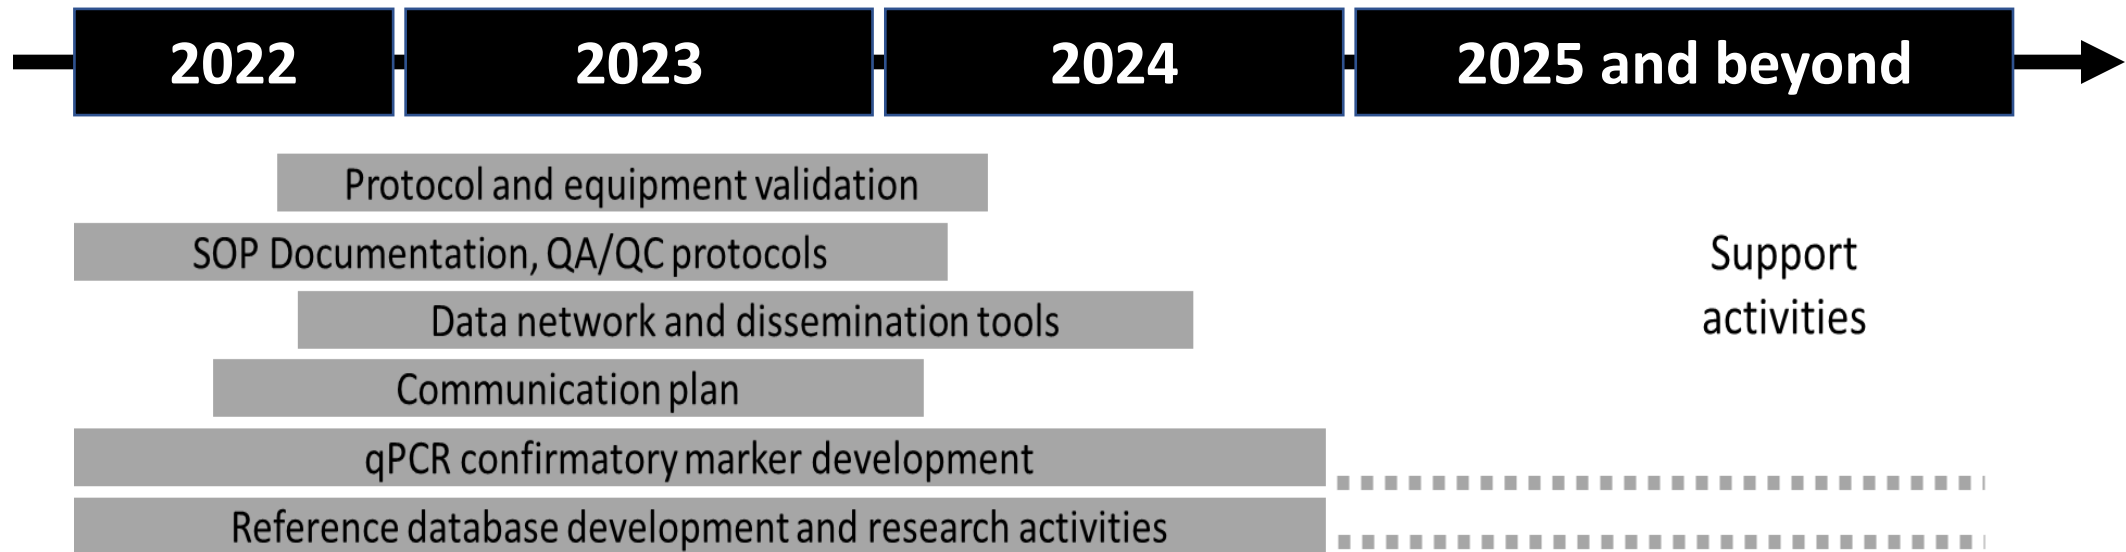 2022 2023 2024 2025 and beyond
Protocol and equipment validation
SOP Documentation, QA/QC protocols
Data network and dissemination tools
Communication plan
qPCR confirmatory marker development
Reference database development and research activities
Support
activities